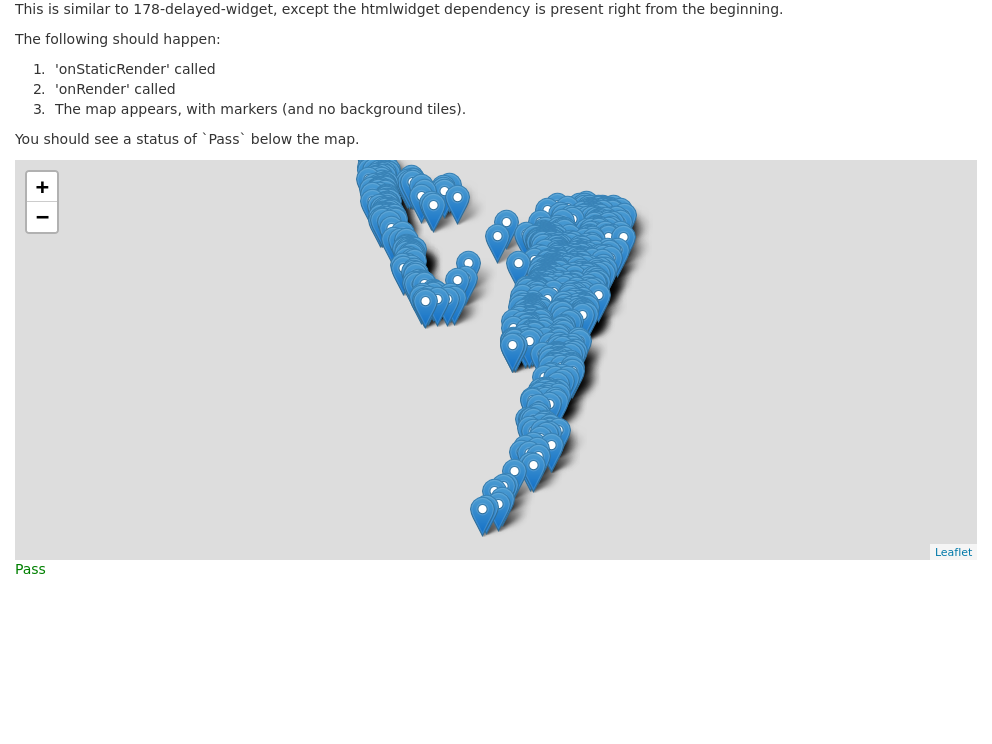 This is similar to 178-delayed-widget, except the htmlwidget dependency is present right from the beginning.
The following should happen:
1. 'onStaticRender' called
2. 'onRender' called
3. The map appears, with markers (and no background tiles).
You should see a status of `Pass` below the map.
+
−
Leaflet
Pass